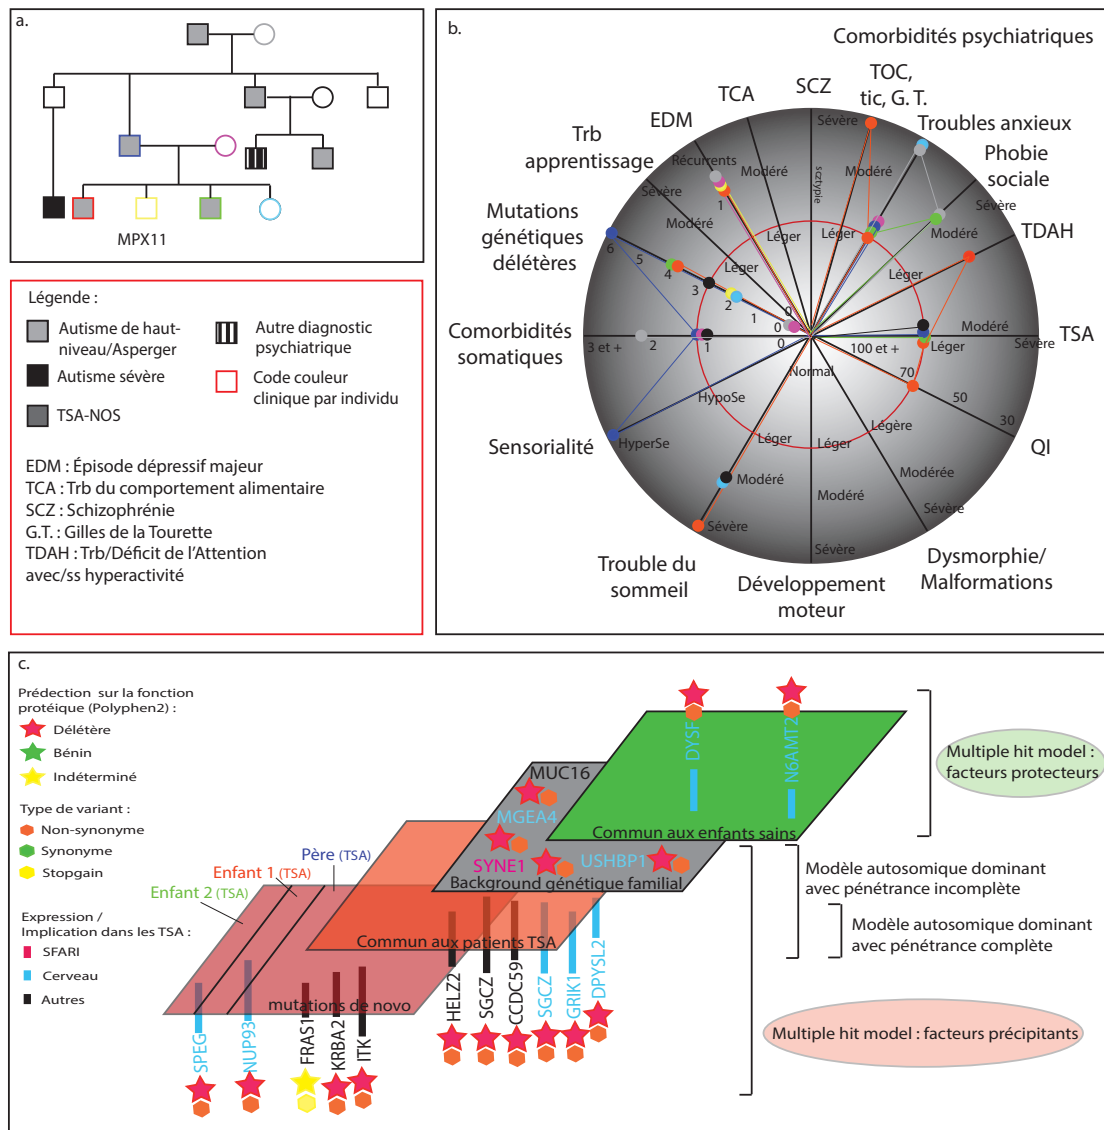 a.
MPX11
Légende :
Autisme de haut-
niveau/Asperger
Autre diagnostic
psychiatrique
Autisme sévère
Code couleur
clinique par individu
TSA-NOS
EDM : Épisode dépressif majeur
TCA : Trb du comportement alimentaire
SCZ : Schizophrénie
G.T. : Gilles de la Tourette
TDAH : Trb/Déficit de l'Attention
avec/ss hyperactivité
b.
Comorbidités psychiatriques
SCZ
TOC,
tic, G. T.
Troubles anxieux
Phobie
sociale
TDAH
TSA
QI
Dysmorphie/
Malformations
Développement
moteur
Trouble du
sommeil
Sensorialité
Comorbidités
somatiques
Mutations
génétiques
délétères
Trb
apprentissage
EDM
TCA
Sévère
Modéré
Léger
scztypie
Modéré
Léger
Récurrents
1
0
Sévère
Modéré
Léger
6
5
4
3
2
1
0
3 et +
2
1
0
HypoSe
HyperSe
Normal
Léger
Modéré
Sévère
Léger
Modéré
Sévère
Légère
Modérée
Sévère
100 et +
70
50
30
Léger
Modéré
Sévère
Léger
Modéré
Sévère
c.
Prédection sur la fonction
protéique (Polyphen2) :
Délétère
Bénin
Indéterminé
Type de variant :
Non-synonyme
Synonyme
Stopgain
Expression /
Implication dans les TSA :
SFARI
Cerveau
Autres
Enfant 2 (TSA)
Enfant 1 (TSA)
Père (TSA)
mutations de novo
Commun aux patients TSA
Background génétique familial
Commun aux enfants sains
MUC16
MGEA4
SYNE1
USHBP1
DYSF
N6AMT2
SPEG
NUP93
FRAS1
KRBA2
ITK
HELZ2
SGCZ
CCDC59
SGCZ
GRIK1
DPYSL2
Multiple hit model :
facteurs protecteurs
Modèle autosomique dominant
avec pénétrance incomplète
Modèle autosomique dominant
avec pénétrance complète
Multiple hit model : facteurs précipitants